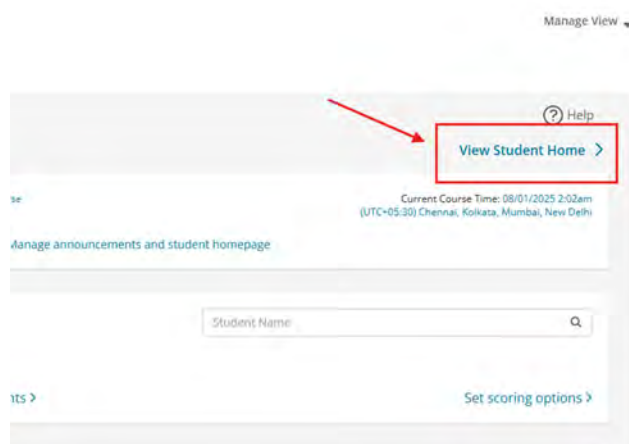 Manage View
Help
View Student Home
se
Current Course Time: 08/01/2025 2:02am
(UTC+05:30) Chennai, Kolkata, Mumbai, New Delhi
Manage announcements and student homepage
Student Name
nts >
Set scoring options >